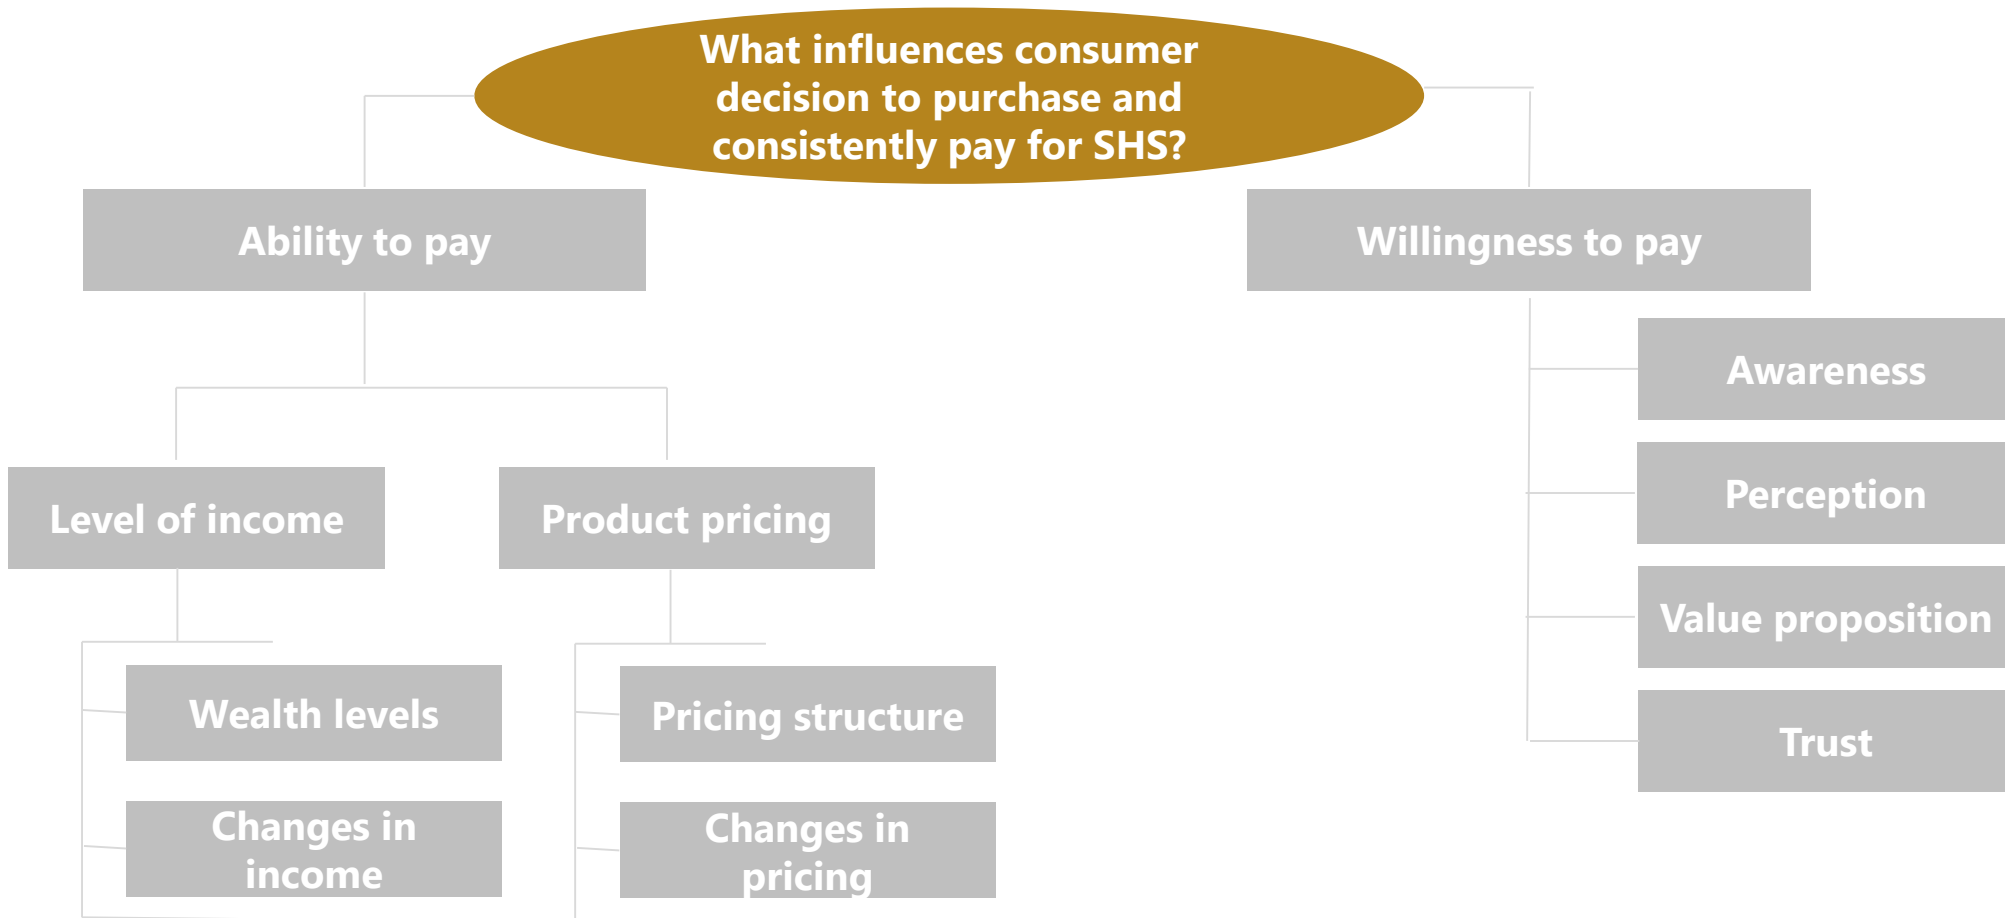 What influences consumer
decision to purchase and
consistently pay for SHS?
Ability to pay
Willingness to pay
Awareness
Perception
Value proposition
Trust
Level of income
Product pricing
Wealth levels
Pricing structure
Changes in
income
Changes in
pricing